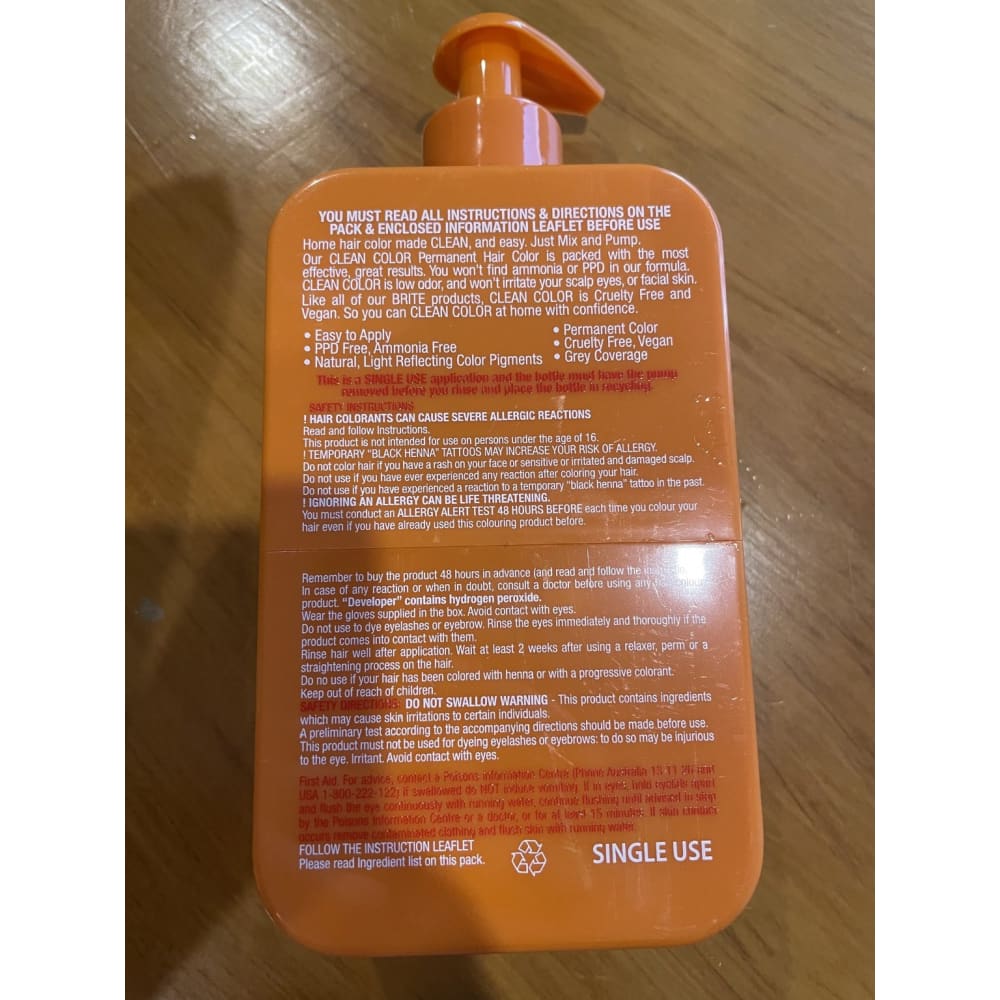 YOU MUST READ ALL INSTRUCTIONS & DIRECTIONS ON THE
PACK & ENCLOSED INFORMATION LEAFLET BEFORE USE
Home hair color made CLEAN, and easy. Just Mix and Pump.
Our CLEAN COLOR Permanent Hair Color is packed with the most
effective, great results. You won't find ammonia or PPD in our formula.
CLEAN COLOR is low odor, and won't irritate your scalp eyes, or facial skin.
Like all of our BRITE products, CLEAN COLOR is Cruelty Free and
Vegan. So you can CLEAN COLOR at home with confidence.
• Easy to Apply
• PPD Free, Ammonia Free
• Natural, Light Reflecting Color Pigments
• Permanent Color
• Cruelty Free, Vegan
• Grey Coverage
This is a SINGLE USE application and the bottle must have the pump
removed before you rinse and place the bottle in recycling.
SAFETY INSTRUCTIONS
! HAIR COLORANTS CAN CAUSE SEVERE ALLERGIC REACTIONS
Read and follow Instructions.
This product is not intended for use on persons under the age of 16.
! TEMPORARY "BLACK HENNA" TATTOOS MAY INCREASE YOUR RISK OF ALLERGY.
Do not color hair if you have a rash on your face or sensitive or irritated and damaged scalp.
Do not use if you have ever experienced any reaction after coloring your hair.
Do not use if you have experienced a reaction to a temporary "black henna" tattoo in the past.
! IGNORING AN ALLERGY CAN BE LIFE THREATENING.
You must conduct an ALLERGY ALERT TEST 48 HOURS BEFORE each time you colour your
hair even if you have already used this colouring product before.
Remember to buy the product 48 hours in advance (and read and follow the
In case of any reaction or when in doubt, consult a doctor before using any
product. "Developer" contains hydrogen peroxide.
Wear the gloves supplied in the box. Avoid contact with eyes.
Do not use to dye eyelashes or eyebrow. Rinse the eyes immediately and thoroughly if the
product comes into contact with them.
Rinse hair well after application. Wait at least 2 weeks after using a relaxer, perm or a
straightening process on the hair.
Do no use if your hair has been colored with henna or with a progressive colorant.
Keep out of reach of children.
SAFETY DIRECTIONS: DO NOT SWALLOW WARNING - This product contains ingredients
which may cause skin irritations to certain individuals.
A preliminary test according to the accompanying directions should be made before use.
This product must not be used for dyeing eyelashes or eyebrows: to do so may be injurious
to the eye. Irritant. Avoid contact with eyes.
First Aid. For advice, contact a Poisons Information Centre (Phone Australia 13 11 26 and
USA 1-800-222-122) if swallowed do NOT induce vomiting. If in eyes, hold eyelids apart
and flush the eye continuously with running water, continue flushing until advised to stop
by the Poisons Information Centre or a doctor, or for at least 15 minutes. If skin contact
occurs remove contaminated clothing and flush skin with running water.
FOLLOW THE INSTRUCTION LEAFLET
Please read Ingredient list on this pack.
SINGLE USE